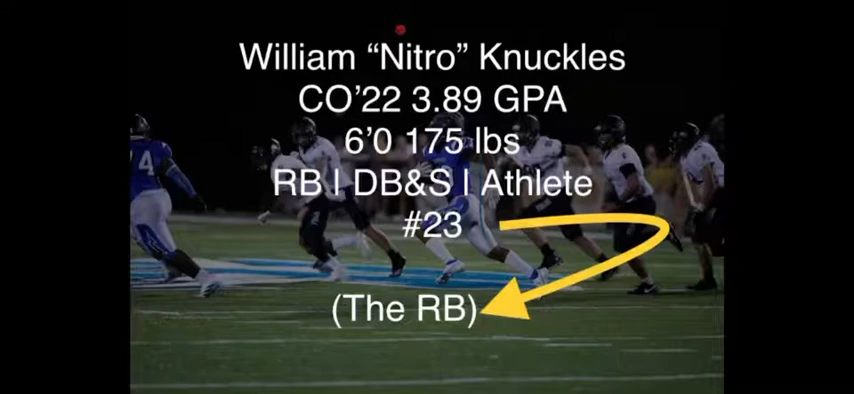 William “Nitro” Knuckles
CO’22 3.89 GPA
6’0 175 lbs
RB | DB&S | Athlete
#23
(The RB)